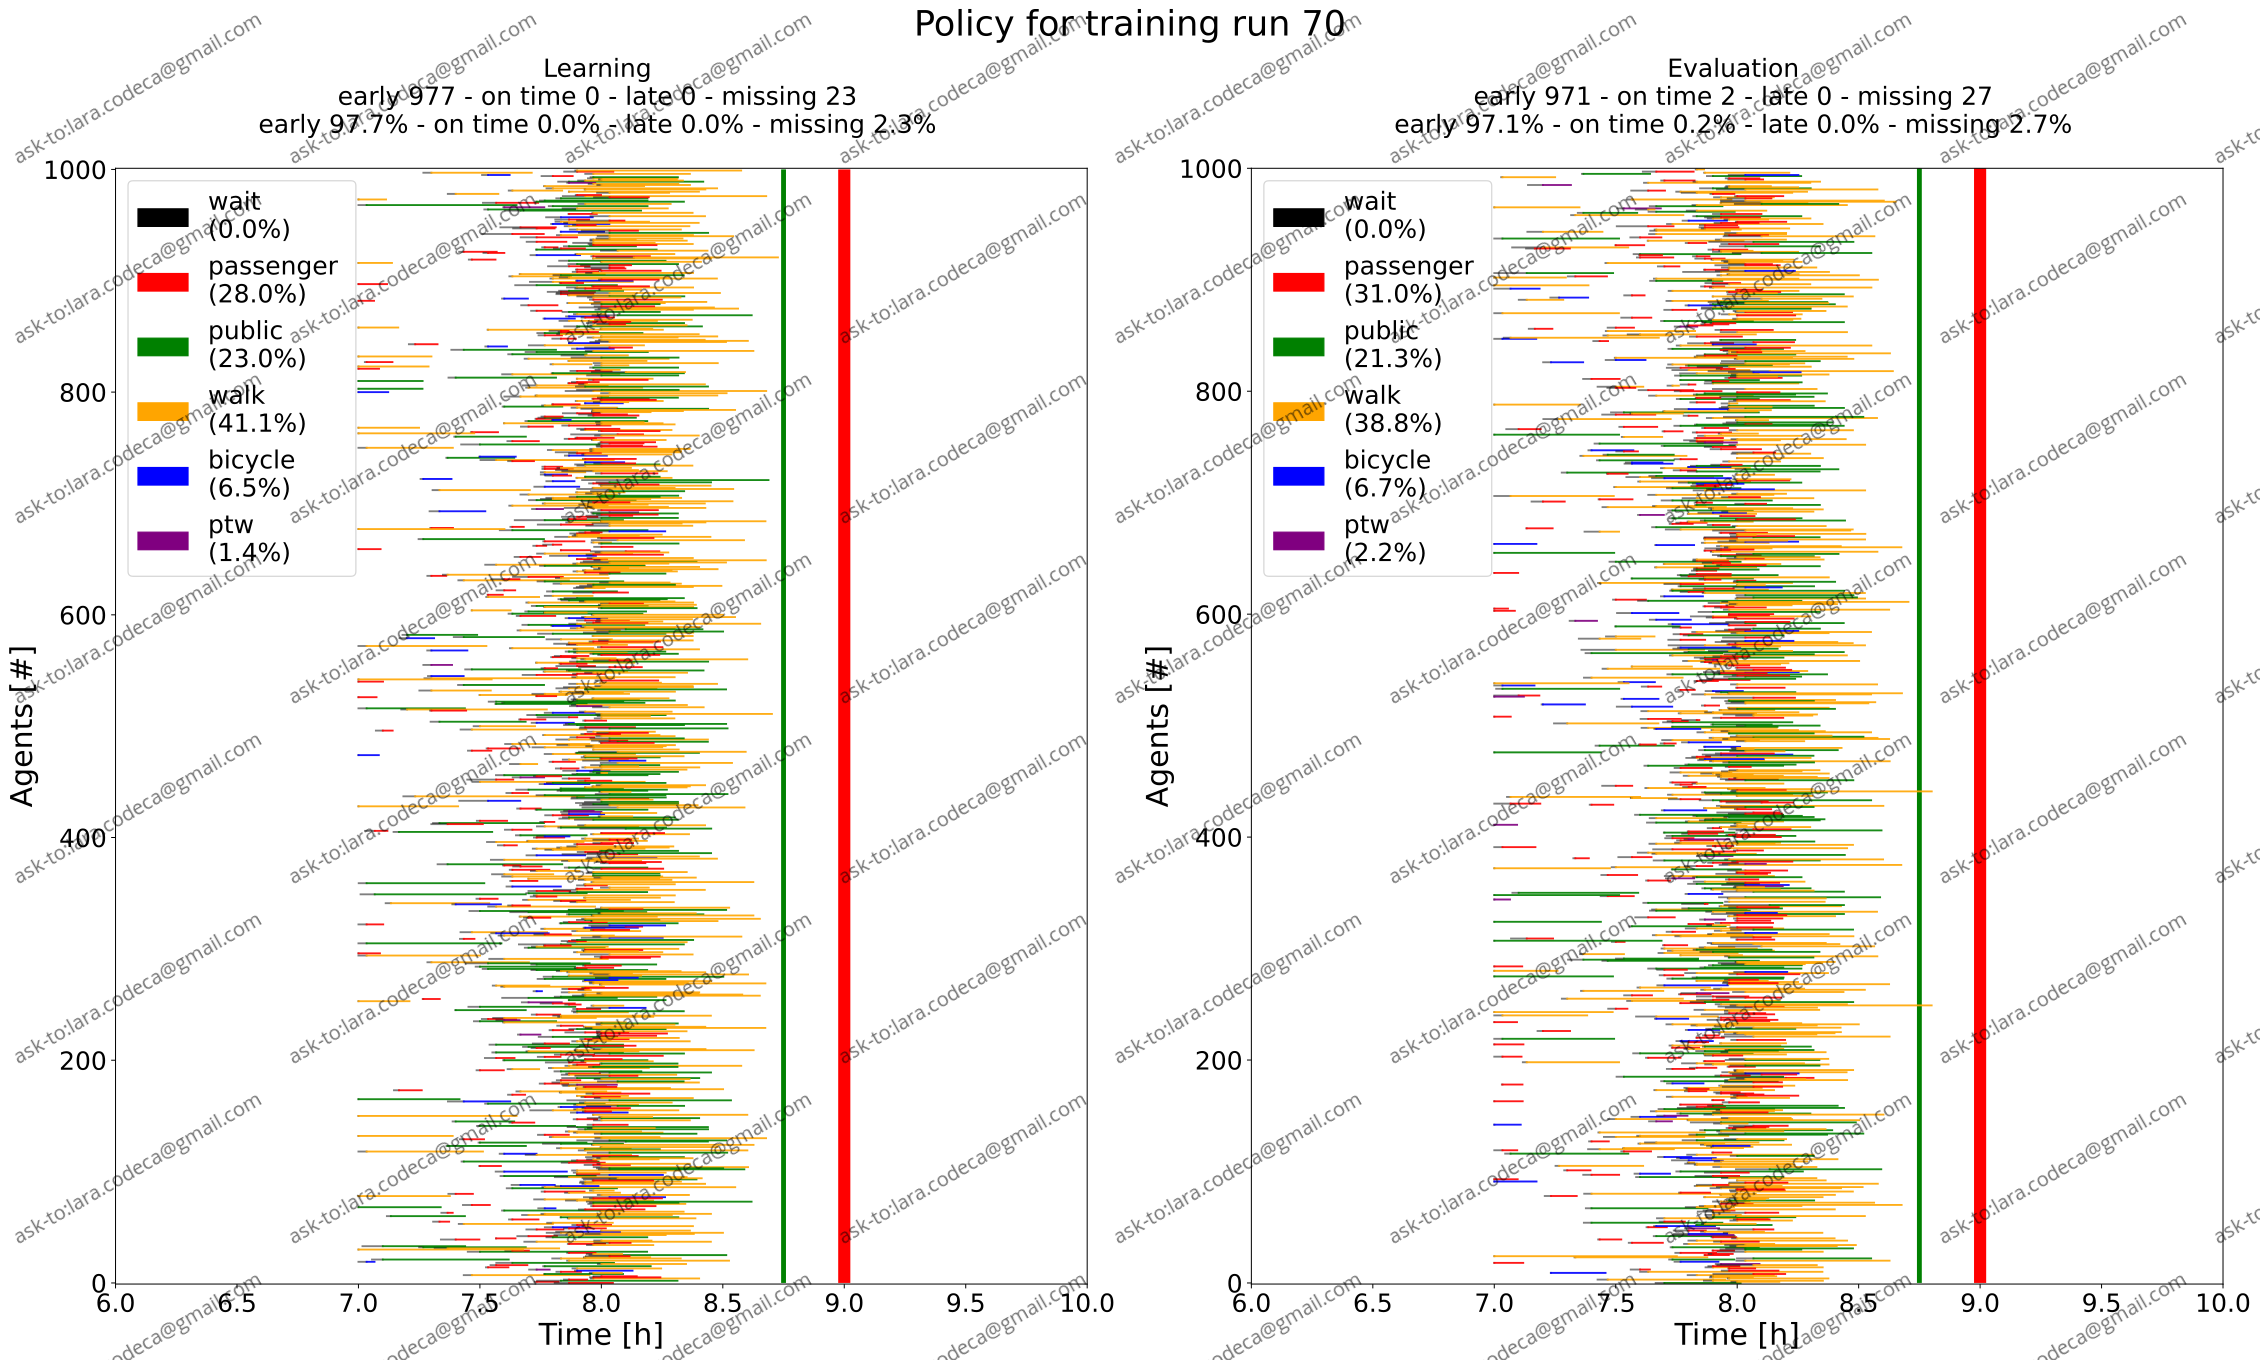 Policy for training run 70
Learning
early 977 - on time 0 - late 0 - missing 23
early 97.7% - on time 0.0% - late 0.0% - missing 2.3%
wait
(0.0%)
passenger
(28.0%)
public
(23.0%)
walk
(41.1%)
bicycle
(6.5%)
ptw
(1.4%)
1000
800
600
400
200
0
Agents [#]
6.0 6.5 7.0 7.5 8.0 8.5 9.0 9.5 10.0
Time [h]
Evaluation
early 971 - on time 2 - late 0 - missing 27
early 97.1% - on time 0.2% - late 0.0% - missing 2.7%
wait
(0.0%)
passenger
(31.0%)
public
(21.3%)
walk
(38.8%)
bicycle
(6.7%)
ptw
(2.2%)
1000
800
600
400
200
0
Agents [#]
6.0 6.5 7.0 7.5 8.0 8.5 9.0 9.5 10.0
Time [h]
ask-to:lara.codeca@gmail.com